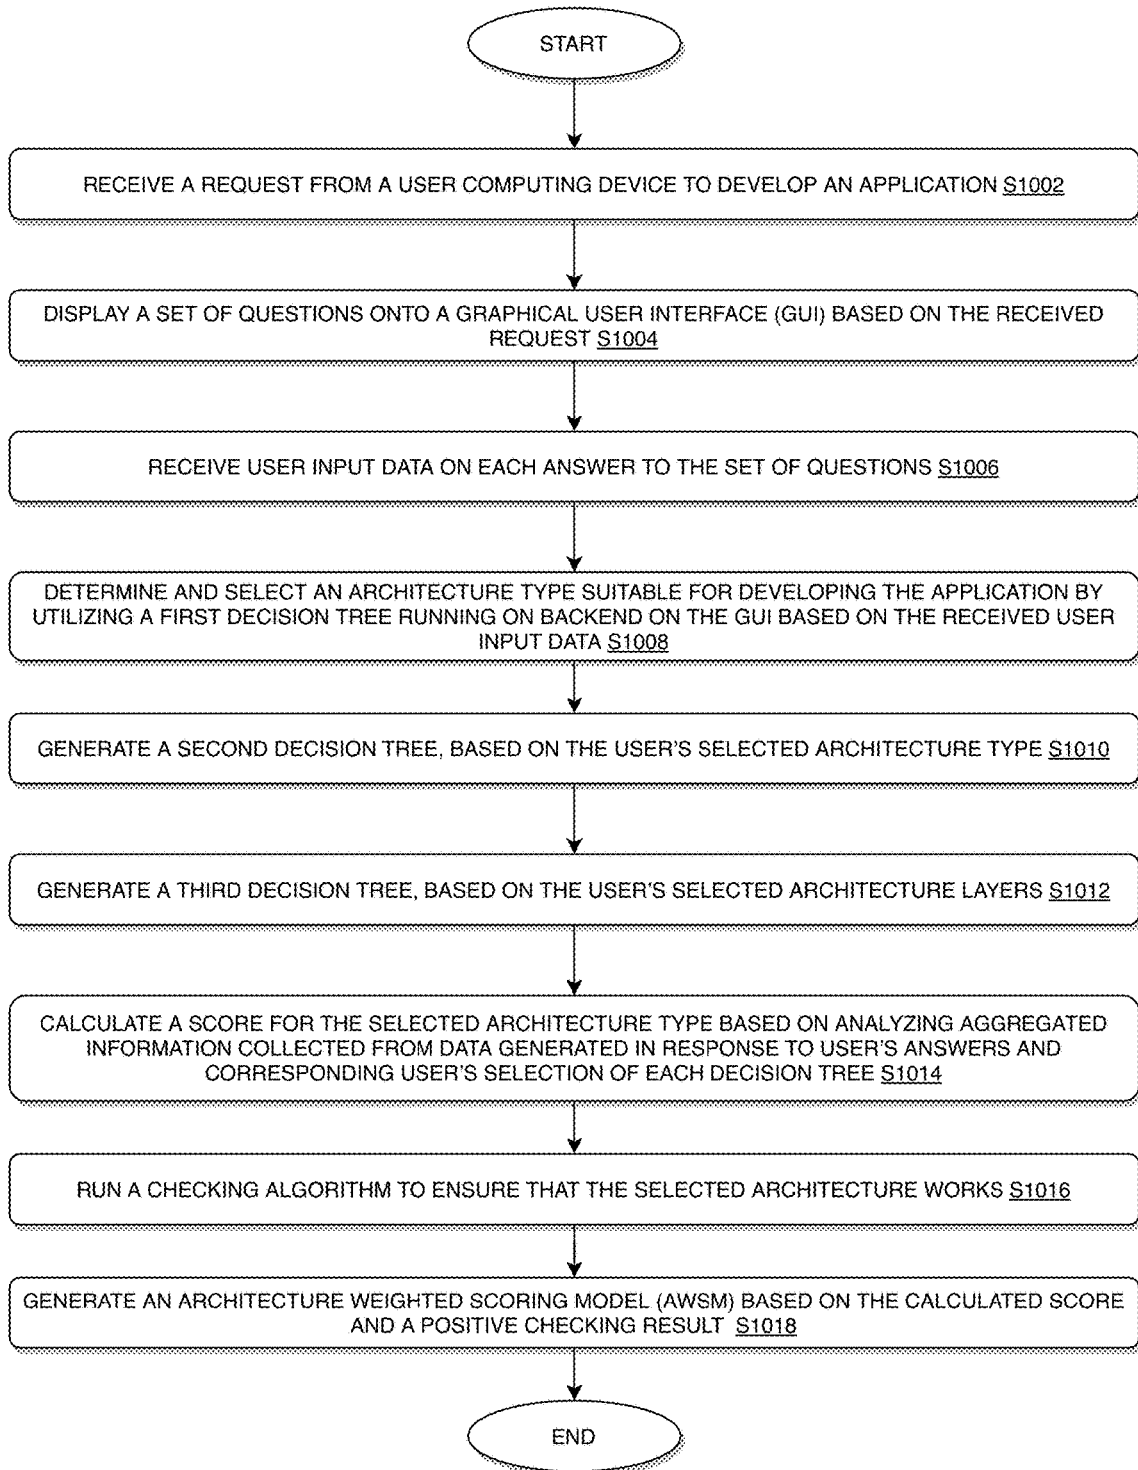 START
RECEIVE A REQUEST FROM A USER COMPUTING DEVICE TO DEVELOP AN APPLICATION S1002
DISPLAY A SET OF QUESTIONS ONTO A GRAPHICAL USER INTERFACE (GUI) BASED ON THE RECEIVED
REQUEST S1004
RECEIVE USER INPUT DATA ON EACH ANSWER TO THE SET OF QUESTIONS S1006
DETERMINE AND SELECT AN ARCHITECTURE TYPE SUITABLE FOR DEVELOPING THE APPLICATION BY
UTILIZING A FIRST DECISION TREE RUNNING ON BACKEND ON THE GUI BASED ON THE RECEIVED USER
INPUT DATA S1008
GENERATE A SECOND DECISION TREE, BASED ON THE USER'S SELECTED ARCHITECTURE TYPE S1010
GENERATE A THIRD DECISION TREE, BASED ON THE USER'S SELECTED ARCHITECTURE LAYERS S1012
CALCULATE A SCORE FOR THE SELECTED ARCHITECTURE TYPE BASED ON ANALYZING AGGREGATED
INFORMATION COLLECTED FROM DATA GENERATED IN RESPONSE TO USER'S ANSWERS AND
CORRESPONDING USER'S SELECTION OF EACH DECISION TREE S1014
RUN A CHECKING ALGORITHM TO ENSURE THAT THE SELECTED ARCHITECTURE WORKS S1016
GENERATE AN ARCHITECTURE WEIGHTED SCORING MODEL (AWSM) BASED ON THE CALCULATED SCORE
AND A POSITIVE CHECKING RESULT S1018
END